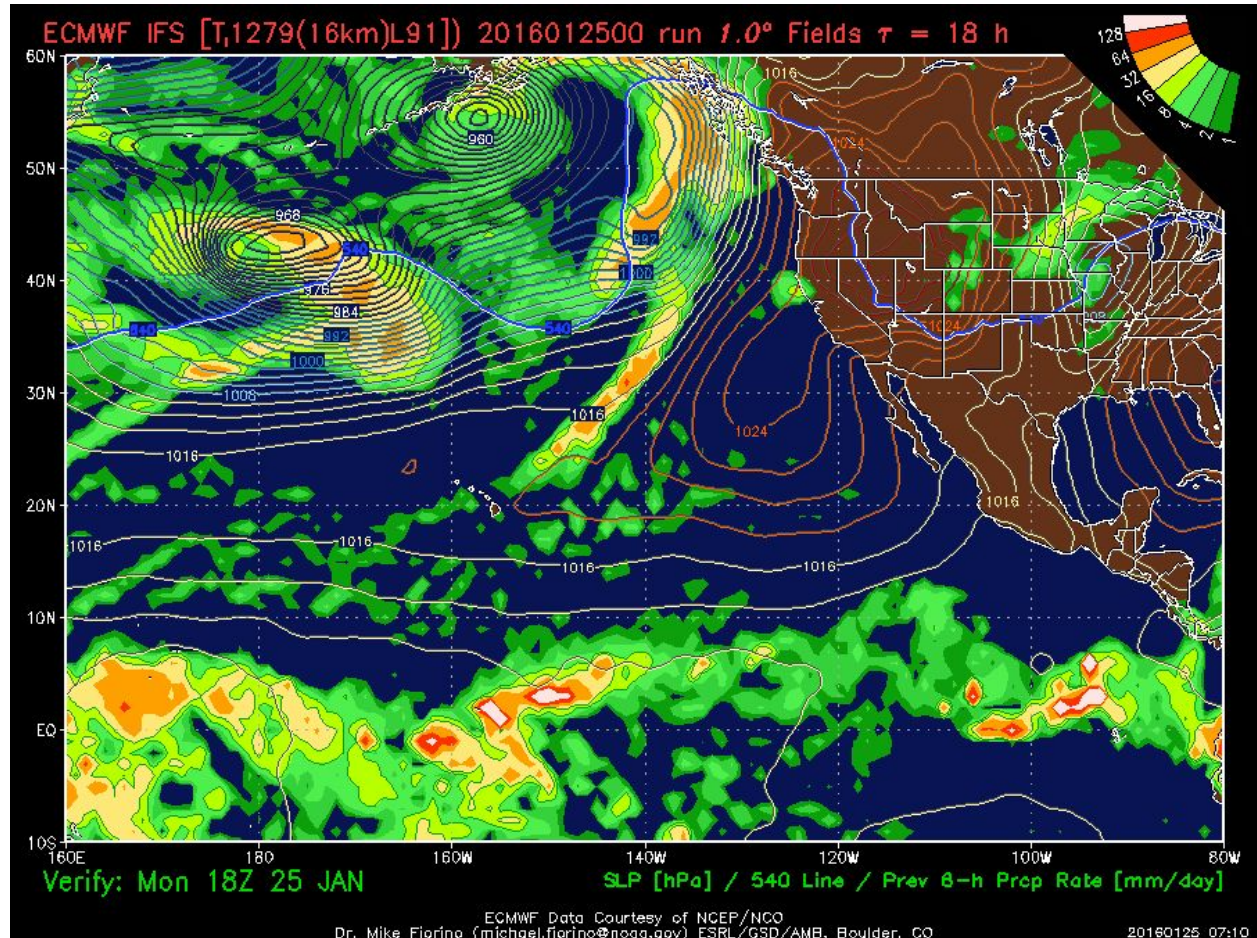 ECMWF IFS [Tl1279(16km)L91]) 2016012500 run 1.0° Fields τ = 18 h
128
64
32
16
8
4
2
1
60N
1016
960
1024
50N
968
992
540
40N
1000
976
984
540
540
1024
008
992
1000
30N
1008
1016
1024
1016
20N
1016
1016
1016
1016
10N
EQ
10S
160E
180
160W
140W
120W
100W
80W
Verify: Mon 18Z 25 JAN
SLP [hPa] / 540 Line / Prev 6-h Prcp Rate [mm/day]
ECMWF Data Courtesy of NCEP/NCO
Dr. Mike Fiorino (michael.fiorino@noaa.gov) ESRL/GSD/AMB, Boulder, CO
20160125 07:10